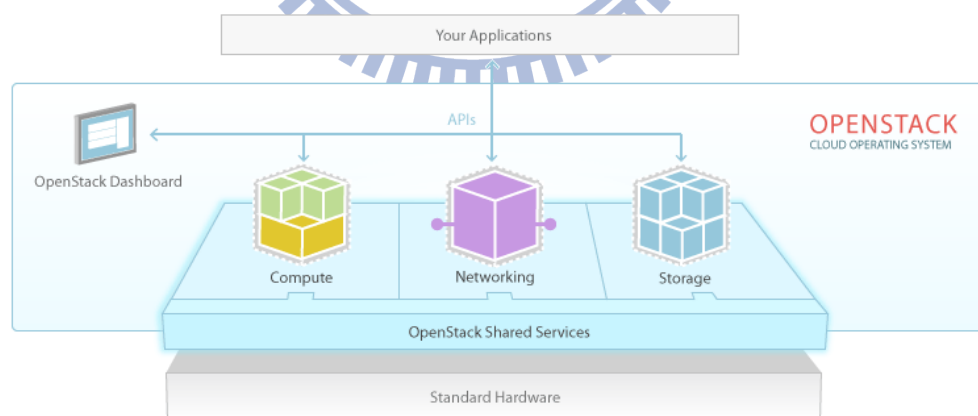 Your Applications
APIs
OPENSTACK
CLOUD OPERATING SYSTEM
OpenStack Dashboard
Compute
Networking
Storage
OpenStack Shared Services
Standard Hardware